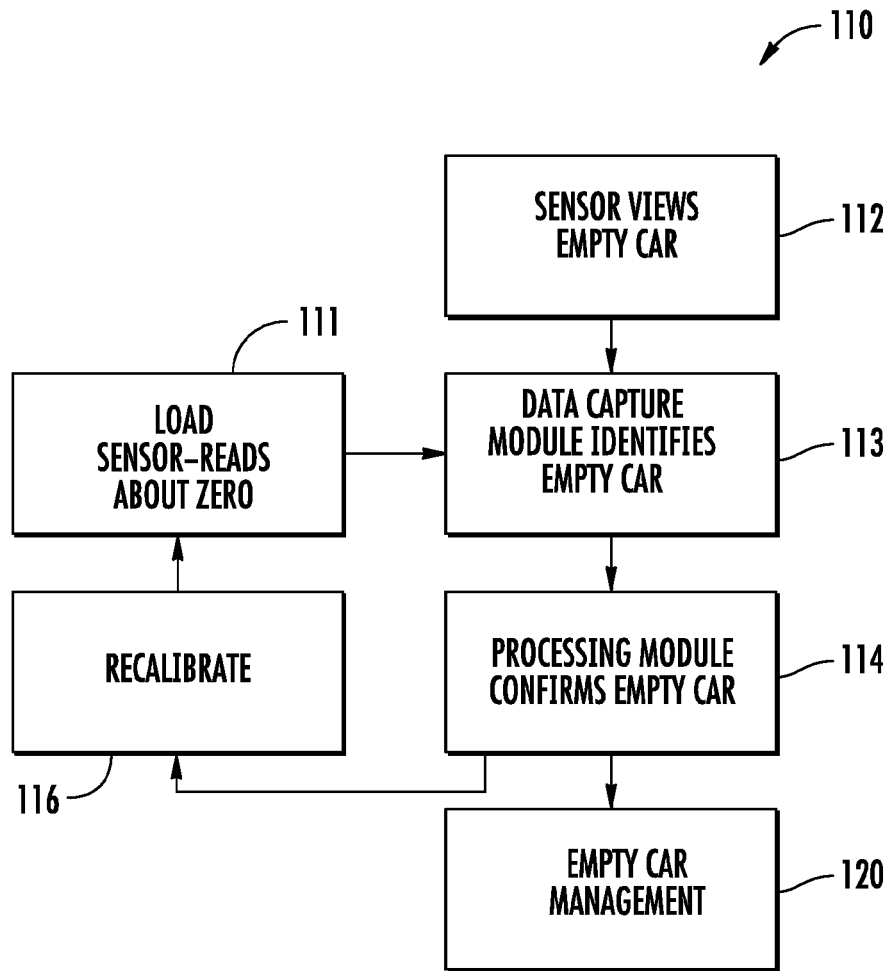 110
SENSOR VIEWS
EMPTY CAR
112
111
LOAD
SENSOR–READS
ABOUT ZERO
DATA CAPTURE
MODULE IDENTIFIES
EMPTY CAR
113
RECALIBRATE
116
PROCESSING MODULE
CONFIRMS EMPTY CAR
114
EMPTY CAR
MANAGEMENT
120